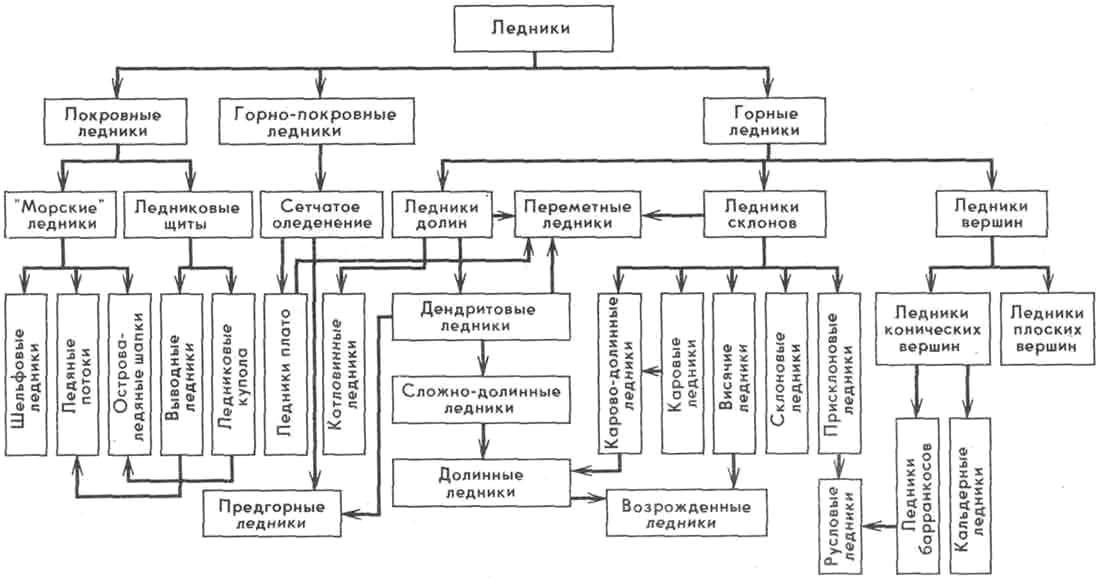 Ледники
Покровные
ледники
Горно-покровные
ледники
Горные
ледники
"Морские"
ледники
Ледниковые
щиты
Сетчатое
оледенение
Ледники
долин
Переметные
ледники
Ледники
склонов
Ледники
вершин
Шельфовые
ледники
Ледяные
потоки
Острова-
ледяные шапки
Выводные
ледники
Ледниковые
купола
Ледники плато
Котловинные
ледники
Дендритовые
ледники
Сложно-долинные
ледники
Долинные
ледники
Карово-долинные
ледники
Каровые
ледники
Висячие
ледники
Склоновые
ледники
Присклоновые
ледники
Ледники
конических
вершин
Ледники
плоских
вершин
Предгорные
ледники
Возрожденные
ледники
Русловые
ледники
Ледники
барранкосов
Кальдерные
ледники